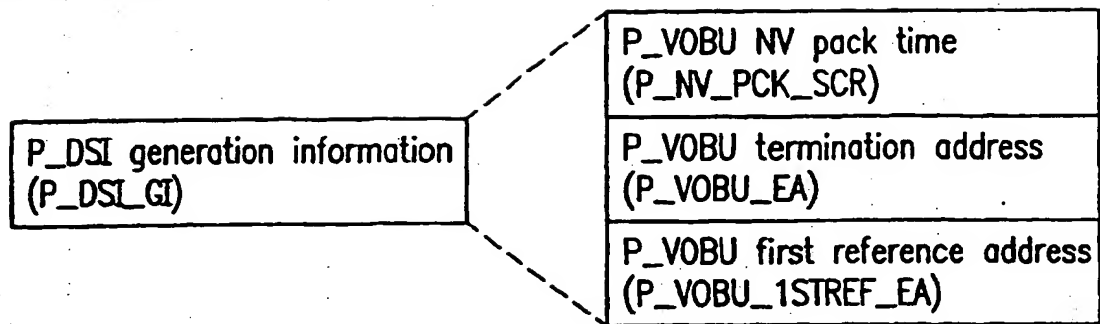 P_DSI generation information
(P_DSI_GI)
P_VOBU NV pack time
(P_NV_PCK_SCR)
P_VOBU termination address
(P_VOBU_EA)
P_VOBU first reference address
(P_VOBU_1STREF_EA)